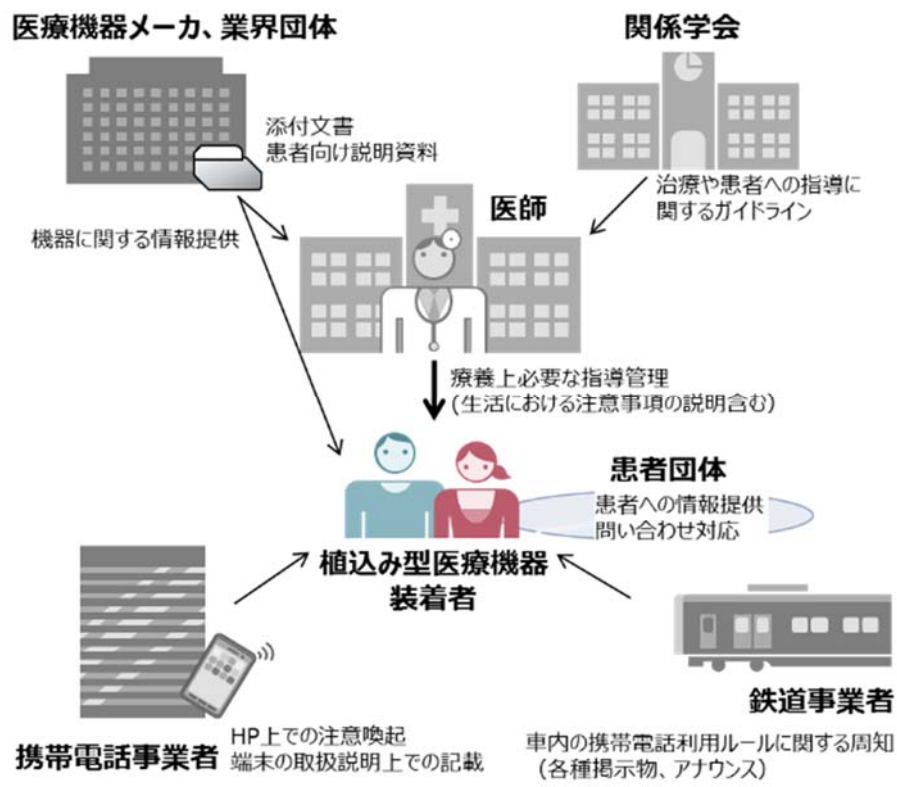 医療機器メーカ、業界団体
関係学会
添付文書
患者向け説明資料
治療や患者への指導に
関するガイドライン
医師
機器に関する情報提供
療養上必要な指導管理
(生活における注意事項の説明含む)
患者団体
患者への情報提供
問い合わせ対応
植込み型医療機器
装着者
鉄道事業者
携帯電話事業者
HP上での注意喚起
端末の取扱説明上での記載
車内の携帯電話利用ルールに関する周知
(各種掲示物、アナウンス)